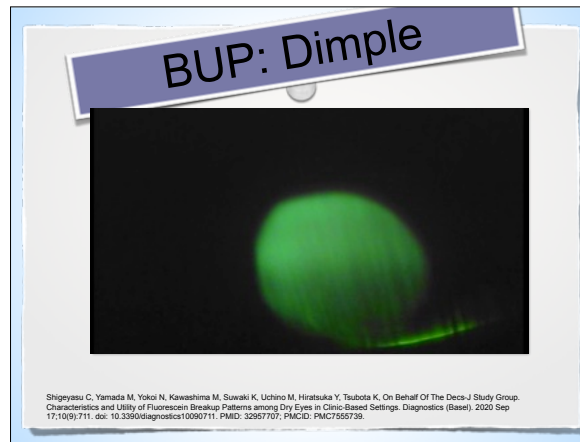 BUP: Dimple
Shigeyasu C, Yamada M, Yokoi N, Kawashima M, Suwaki K, Uchino M, Hiratsuka Y, Tsubota K, On Behalf Of The Decs-J Study Group.
Characteristics and Utility of Fluorescein Breakup Patterns among Dry Eyes in Clinic-Based Settings. Diagnostics (Basel). 2020 Sep
17;10(9):711. doi: 10.3390/diagnostics10090711. PMID: 32957707; PMCID: PMC7555739.